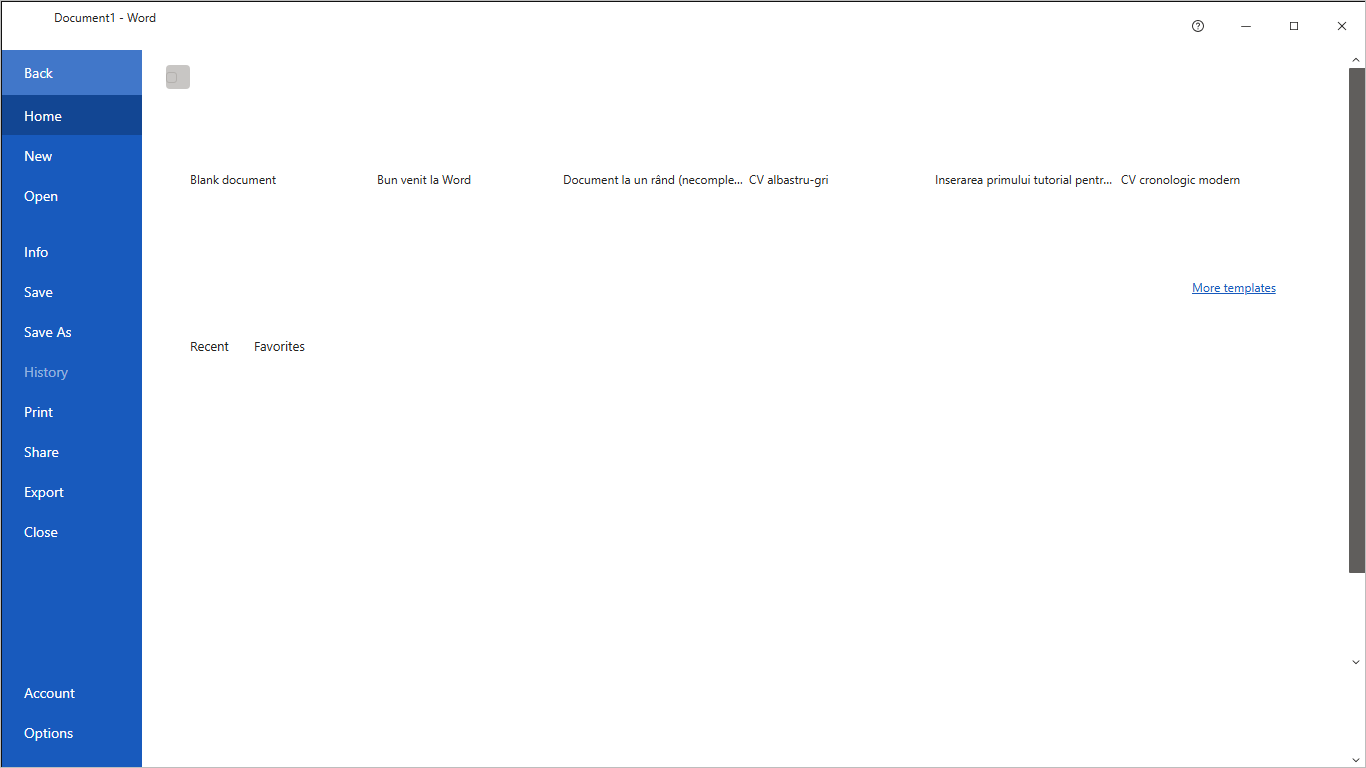 Document1 - Word
Back
Home
New
Open
Info
Save
Save As
History
Print
Share
Export
Close
Account
Options
Blank document
Bun venit la Word
Document la un rând (necomple...
CV albastru-gri
Inserarea primului tutorial pentr...
CV cronologic modern
More templates
Recent
Favorites